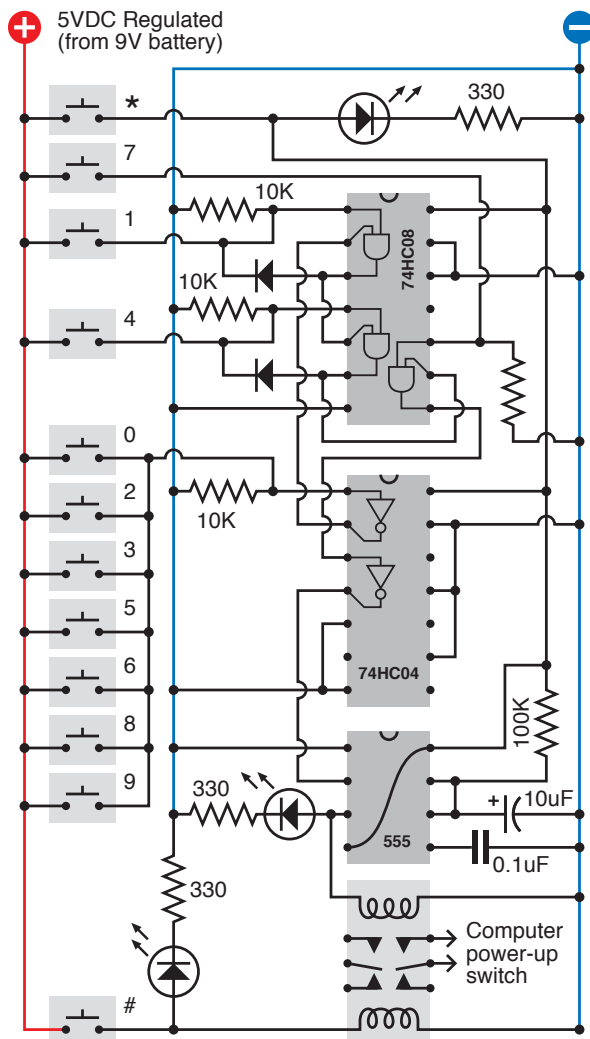 +
5VDC Regulated
(from 9V battery)
−
*
330
7
10K
1
74HC08
10K
4
0
10K
2
3
5
74HC04
6
100K
8
9
330
+
10uF
555
0.1uF
330
Computer
power-up
switch
#